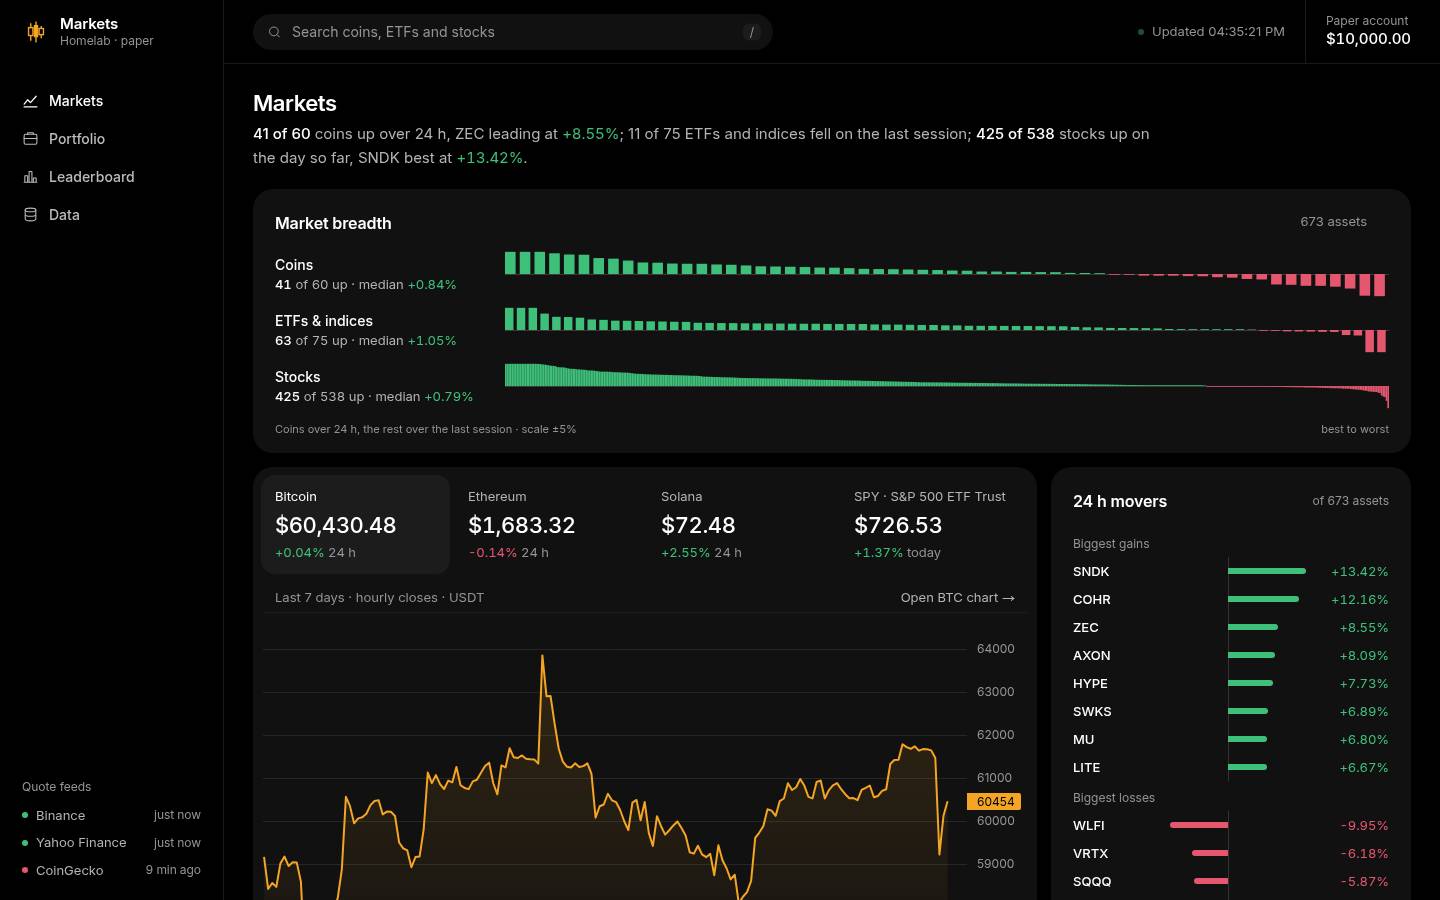 Markets
Homelab · paper
Search coins, ETFs and stocks
/
Updated 04:35:21 PM
Paper account
$10,000.00
Markets
Portfolio
Leaderboard
Data
Quote feeds
Binance just now
Yahoo Finance just now
CoinGecko 9 min ago
Markets
41 of 60 coins up over 24 h, ZEC leading at +8.55%; 11 of 75 ETFs and indices fell on the last session; 425 of 538 stocks up on
the day so far, SNDK best at +13.42%.
Market breadth
673 assets
Coins
41 of 60 up · median +0.84%
ETFs & indices
63 of 75 up · median +1.05%
Stocks
425 of 538 up · median +0.79%
Coins over 24 h, the rest over the last session · scale ±5%
best to worst
Bitcoin
$60,430.48
+0.04% 24 h
Ethereum
$1,683.32
-0.14% 24 h
Solana
$72.48
+2.55% 24 h
SPY · S&P 500 ETF Trust
$726.53
+1.37% today
Last 7 days · hourly closes · USDT
Open BTC chart →
64000
63000
62000
61000
60454
60000
59000
24 h movers
of 673 assets
Biggest gains
SNDK +13.42%
COHR +12.16%
ZEC +8.55%
AXON +8.09%
HYPE +7.73%
SWKS +6.89%
MU +6.80%
LITE +6.67%
Biggest losses
WLFI -9.95%
VRTX -6.18%
SQQQ -5.87%